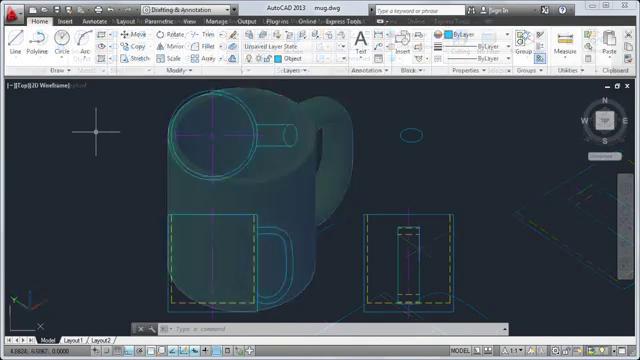 Drafting & Annotation
AutoCAD 2013 mug.dwg
Type a keyword or phrase
Sign In
Home Insert Annotate Layout Parametric View Manage Output Plug-ins Online Express Tools
Line Polyline Circle Arc
Move Rotate Trim
Copy Mirror Fillet
Stretch Scale Array
Unsaved Layer State
Object
Text
Insert
ByLayer
ByLayer
ByLayer
Group
Measure
Paste
Draw Modify Layers Annotation Block Properties Groups Utilities Clipboard
[-][Top][2D Wireframe]
N
W TOP E
S
Unnamed
Y
X
Type a command
Model Layout1 Layout2
MODEL 1:1